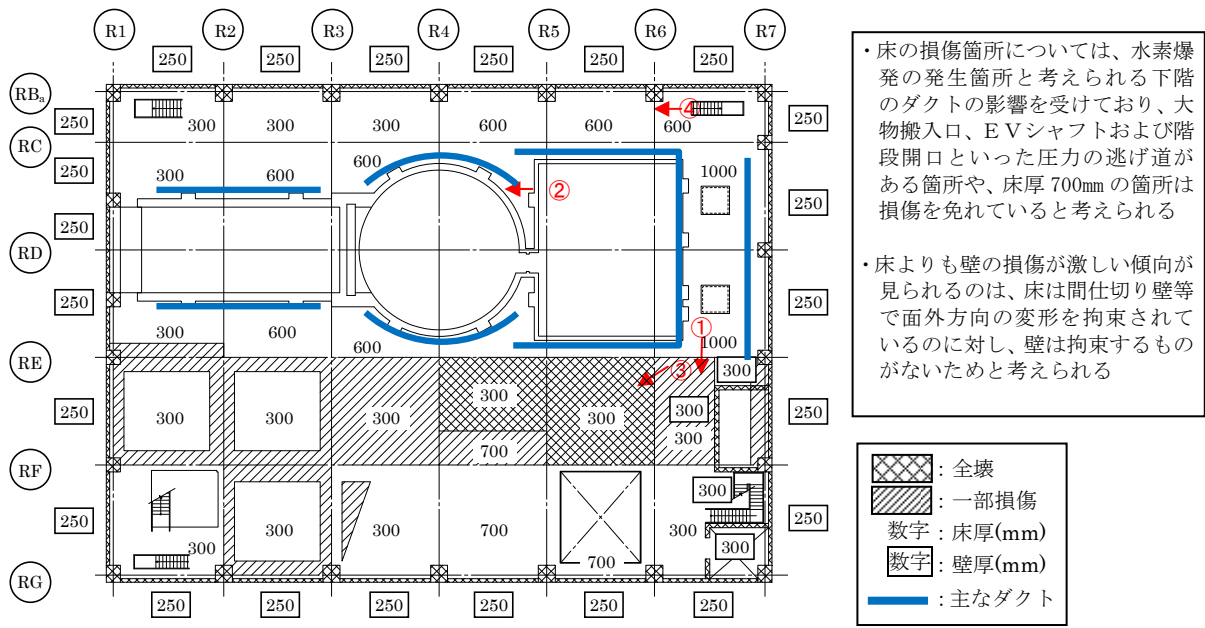 R1 R2 R3 R4 R5 R6 R7
250 250 250 250 250 250
RBa
④
250 300 300 300 600 600 600 250
RC
250 300 600 600 1000 250
②
RD
250 300 600 600 ① 1000 250
RE
③ 300
250 300 300 300 300 300 300 250
700 300
RF
250 300 300 300 700 700 300 300 300 250
RG
250 250 250 250 250 250
・床の損傷箇所については、水素爆
発の発生箇所と考えられる下階
のダクトの影響を受けており、大
物搬入口、EVシャフトおよび階
段開口といった圧力の逃げ道が
ある箇所や、床厚 700mm の箇所は
損傷を免れていると考えられる
・床よりも壁の損傷が激しい傾向が
見られるのは、床は間仕切り壁等
で面外方向の変形を拘束されて
いるのに対し、壁は拘束するもの
がないためと考えられる
：全壊
：一部損傷
数字：床厚(mm)
数字：壁厚(mm)
：主なダクト